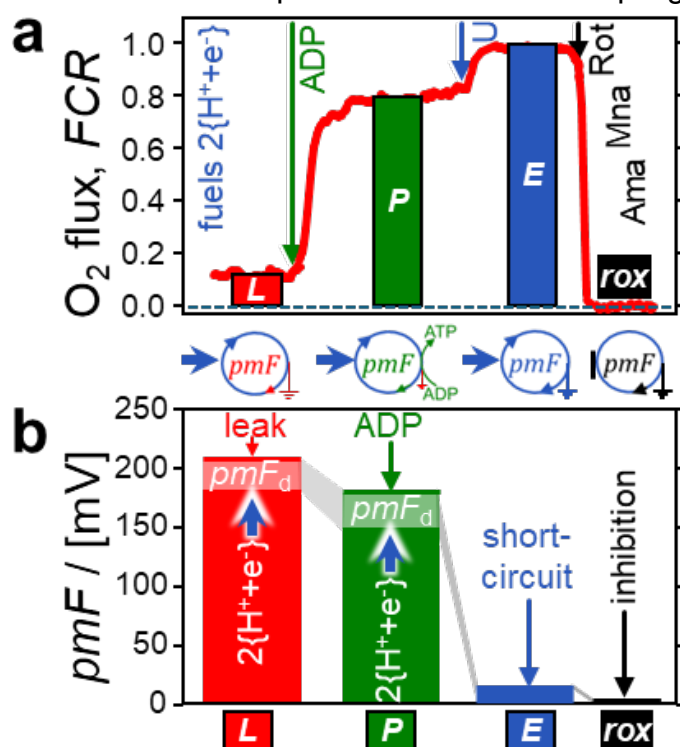 a
O₂ flux, FCR
1.0
0.8
0.6
0.4
0.2
0.0
fuels 2{H⁺+e⁻}
ADP
U
Rot
Mna
Ama
L
P
E
rox
pmF
pmF
ATP
ADP
pmF
pmF
b
pmF / [mV]
250
200
150
100
50
0
leak
ADP
pmF_d
pmF_d
2{H⁺+e⁻}
2{H⁺+e⁻}
short-
circuit
inhibition
L
P
E
rox